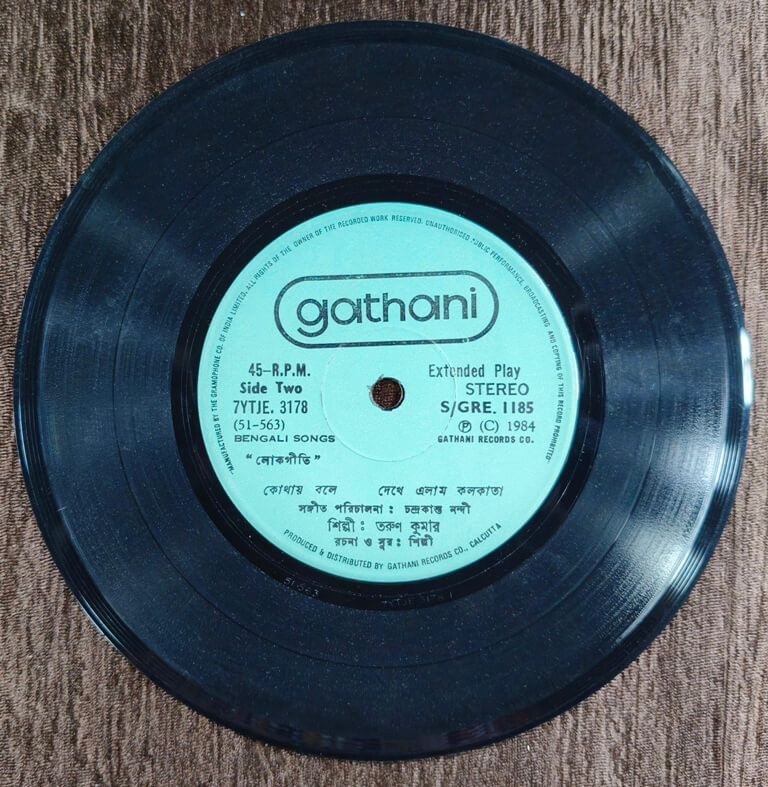 "MANUFACTURED BY THE GRAMOPHONE CO. OF INDIA LIMITED. ALL RIGHTS OF THE OWNER OF THE RECORDED WORK RESERVED. UNAUTHORISED PUBLIC PERFORMANCE, BROADCASTING AND COPYING OF THIS RECORD PROHIBITED"
gathani
45-R.P.M.
Side Two
7YTJE. 3178
(51-563)
BENGALI SONGS
Extended Play
STEREO
S/GRE. 1185
Ⓟ (C) 1984
GATHANI RECORDS CO.
"লোকগীতি"
কোথায় বলে দেখে এলাম কলকাতা
সঙ্গীত পরিচালনা : চন্দ্রকান্ত নন্দী
শিল্পী : তরুণ কুমার
রচনা ও সুর : শিল্পী
PRODUCED & DISTRIBUTED BY GATHANI RECORDS CO., CALCUTTA